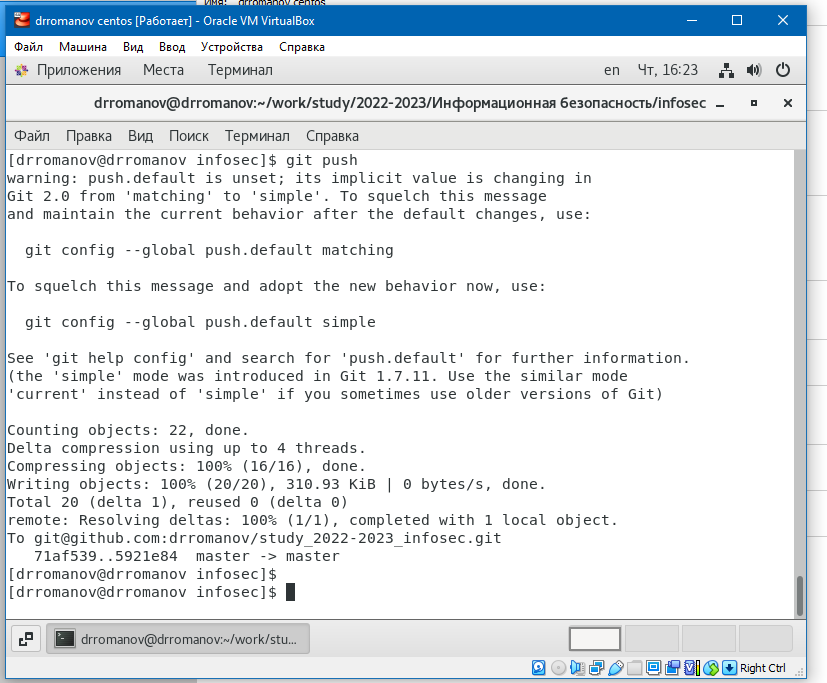 Имя: drromanov centos
drromanov centos [Работает] - Oracle VM VirtualBox
Файл Машина Вид Ввод Устройства Справка
Приложения Места Терминал en Чт, 16:23
drromanov@drromanov:~/work/study/2022-2023/Информационная безопасность/infosec
Файл Правка Вид Поиск Терминал Справка
[drromanov@drromanov infosec]$ git push
warning: push.default is unset; its implicit value is changing in
Git 2.0 from 'matching' to 'simple'. To squelch this message
and maintain the current behavior after the default changes, use:
git config --global push.default matching
To squelch this message and adopt the new behavior now, use:
git config --global push.default simple
See 'git help config' and search for 'push.default' for further information.
(the 'simple' mode was introduced in Git 1.7.11. Use the similar mode
'current' instead of 'simple' if you sometimes use older versions of Git)
Counting objects: 22, done.
Delta compression using up to 4 threads.
Compressing objects: 100% (16/16), done.
Writing objects: 100% (20/20), 310.93 KiB | 0 bytes/s, done.
Total 20 (delta 1), reused 0 (delta 0)
remote: Resolving deltas: 100% (1/1), completed with 1 local object.
To git@github.com:drromanov/study_2022-2023_infosec.git
71af539..5921e84 master -> master
[drromanov@drromanov infosec]$
[drromanov@drromanov infosec]$
drromanov@drromanov:~/work/stu...
Right Ctrl